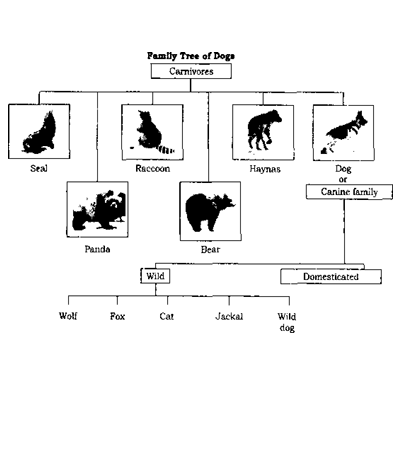 Family Tree of Dogs
Carnivores
Seal
Raccoon
Haynas
Dog
or
Canine family
Panda
Bear
Wild
Domesticated
Wolf
Fox
Cat
Jackal
Wild
dog